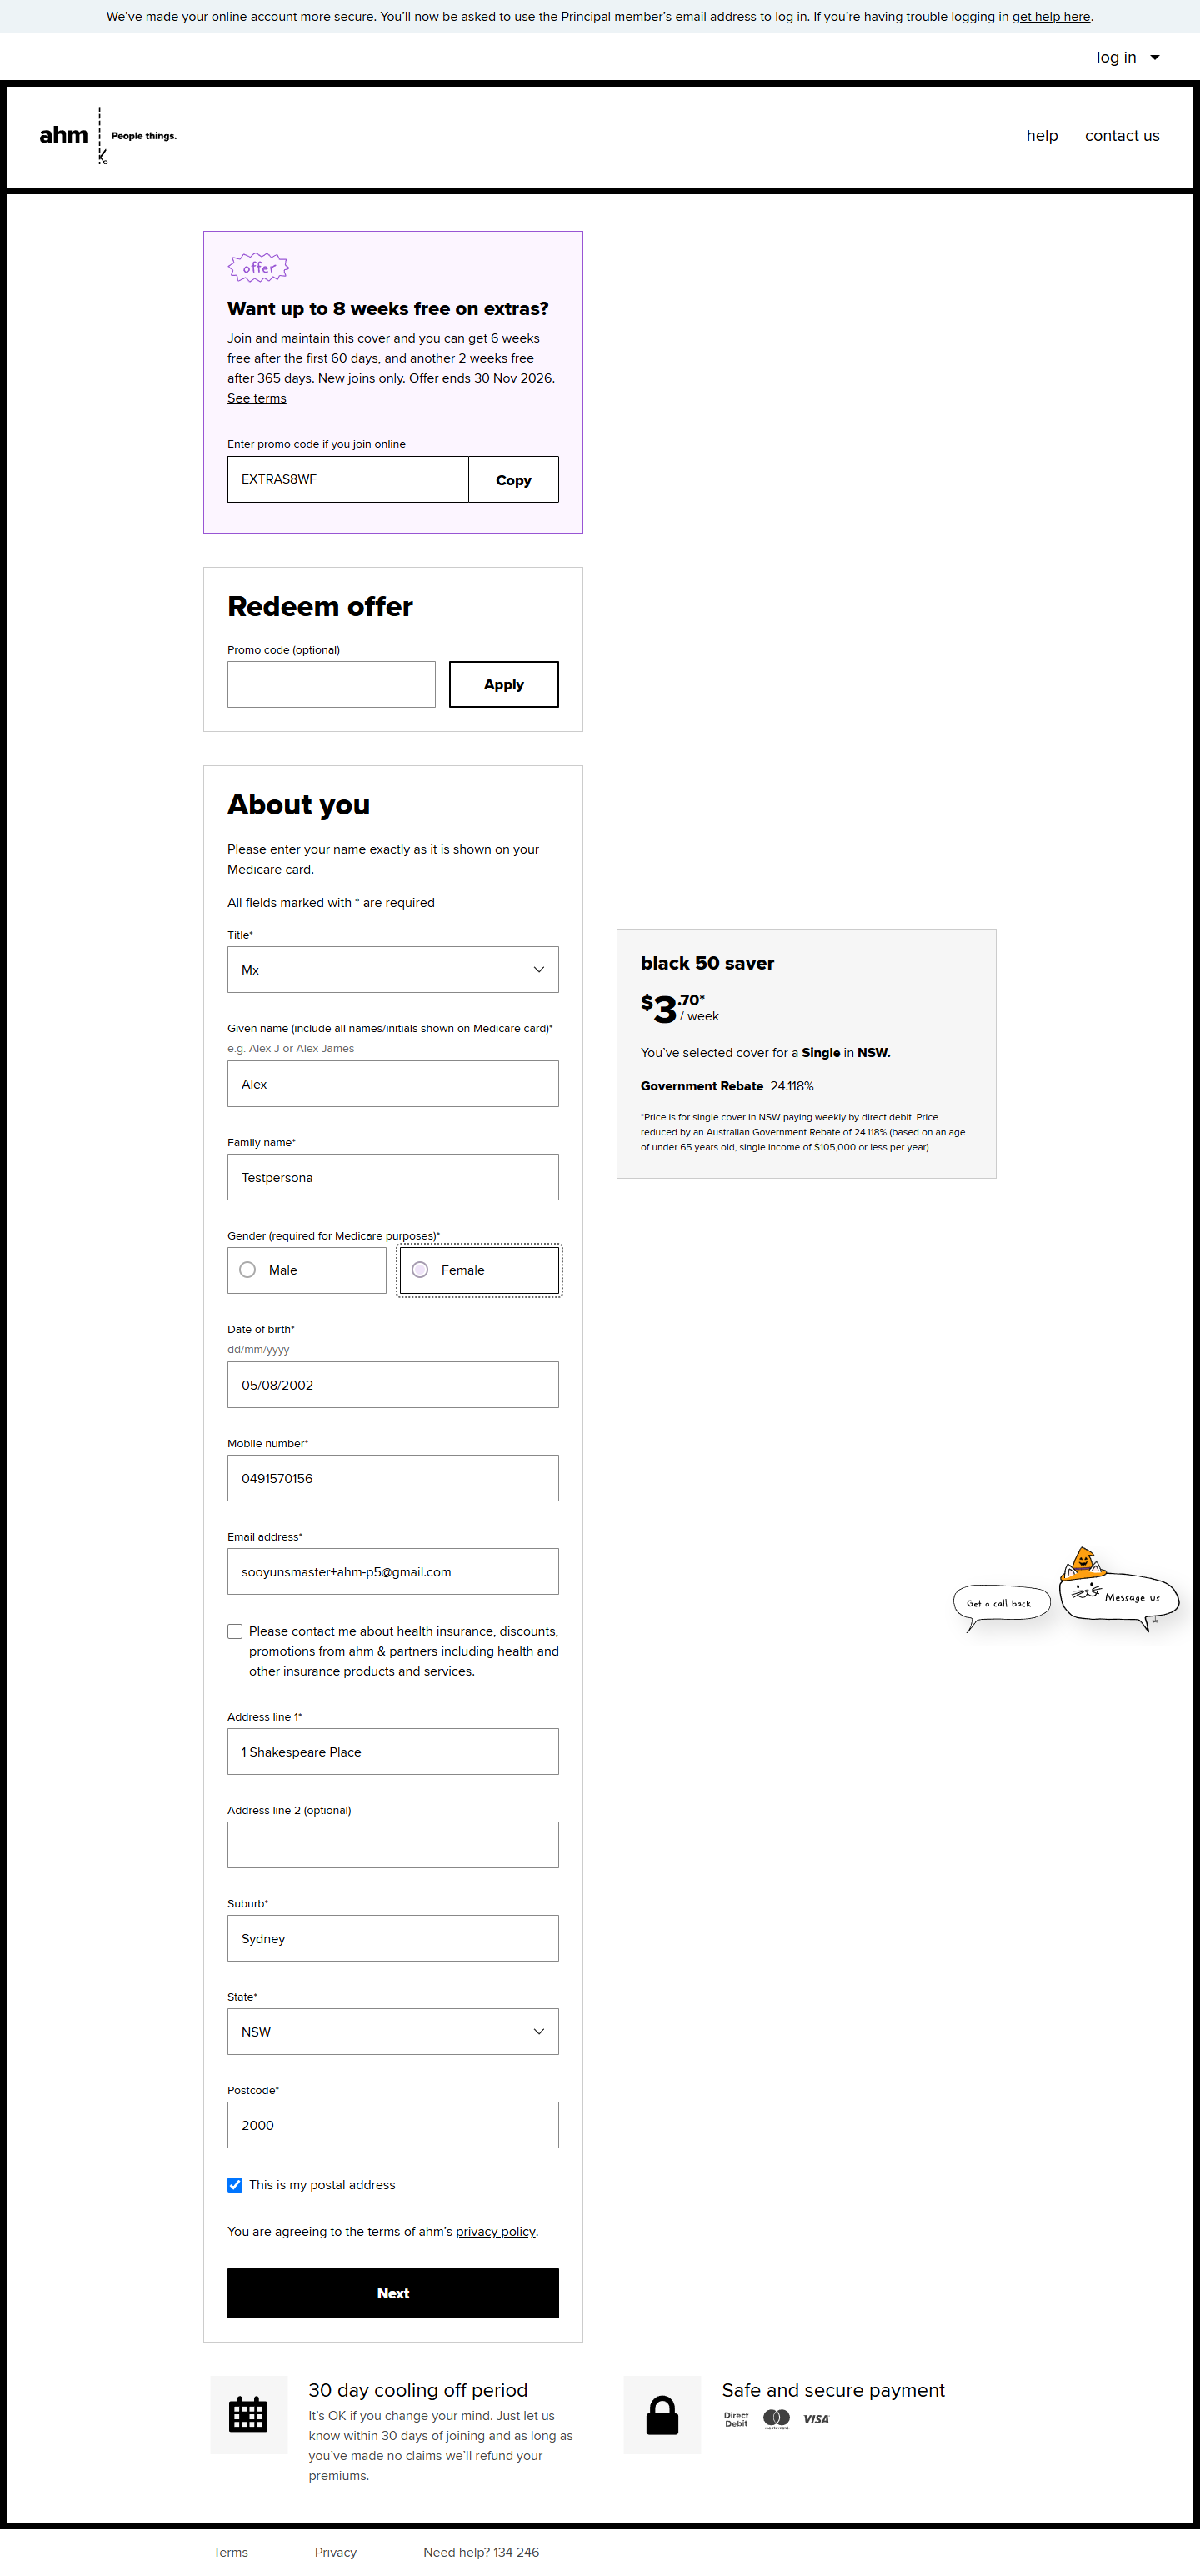 We've made your online account more secure. You'll now be asked to use the Principal member's email address to log in. If you're having trouble logging in get help here.
log in
ahm
People things.
help
contact us
offer
Want up to 8 weeks free on extras?
Join and maintain this cover and you can get 6 weeks
free after the first 60 days, and another 2 weeks free
after 365 days. New joins only. Offer ends 30 Nov 2026.
See terms
Enter promo code if you join online
EXTRAS8WF
Copy
Redeem offer
Promo code (optional)
Apply
About you
Please enter your name exactly as it is shown on your
Medicare card.
All fields marked with * are required
Title*
Mx
Given name (include all names/initials shown on Medicare card)*
e.g. Alex J or Alex James
Alex
Family name*
Testpersona
Gender (required for Medicare purposes)*
Male
Female
Date of birth*
dd/mm/yyyy
05/08/2002
Mobile number*
0491570156
Email address*
sooyunsmaster+ahm-p5@gmail.com
Please contact me about health insurance, discounts,
promotions from ahm & partners including health and
other insurance products and services.
Address line 1*
1 Shakespeare Place
Address line 2 (optional)
Suburb*
Sydney
State*
NSW
Postcode*
2000
This is my postal address
You are agreeing to the terms of ahm's privacy policy.
Next
black 50 saver
$3.70*
/ week
You've selected cover for a Single in NSW.
Government Rebate 24.118%
*Price is for single cover in NSW paying weekly by direct debit. Price
reduced by an Australian Government Rebate of 24.118% (based on an age
of under 65 years old, single income of $105,000 or less per year).
Get a call back
Message us
30 day cooling off period
It's OK if you change your mind. Just let us
know within 30 days of joining and as long as
you've made no claims we'll refund your
premiums.
Safe and secure payment
Direct
Debit
VISA
Terms
Privacy
Need help? 134 246